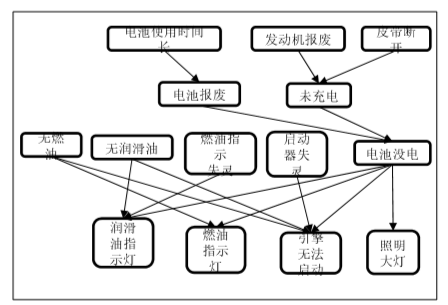 电池使用时间
长
发动机报废
皮带断
开
电池报废
未充电
无燃
油
无润滑油
燃油指
示
失灵
启动
器失
灵
电池没电
润滑
油指
示灯
燃油
指示
灯
引擎
无法
启动
照明
大灯